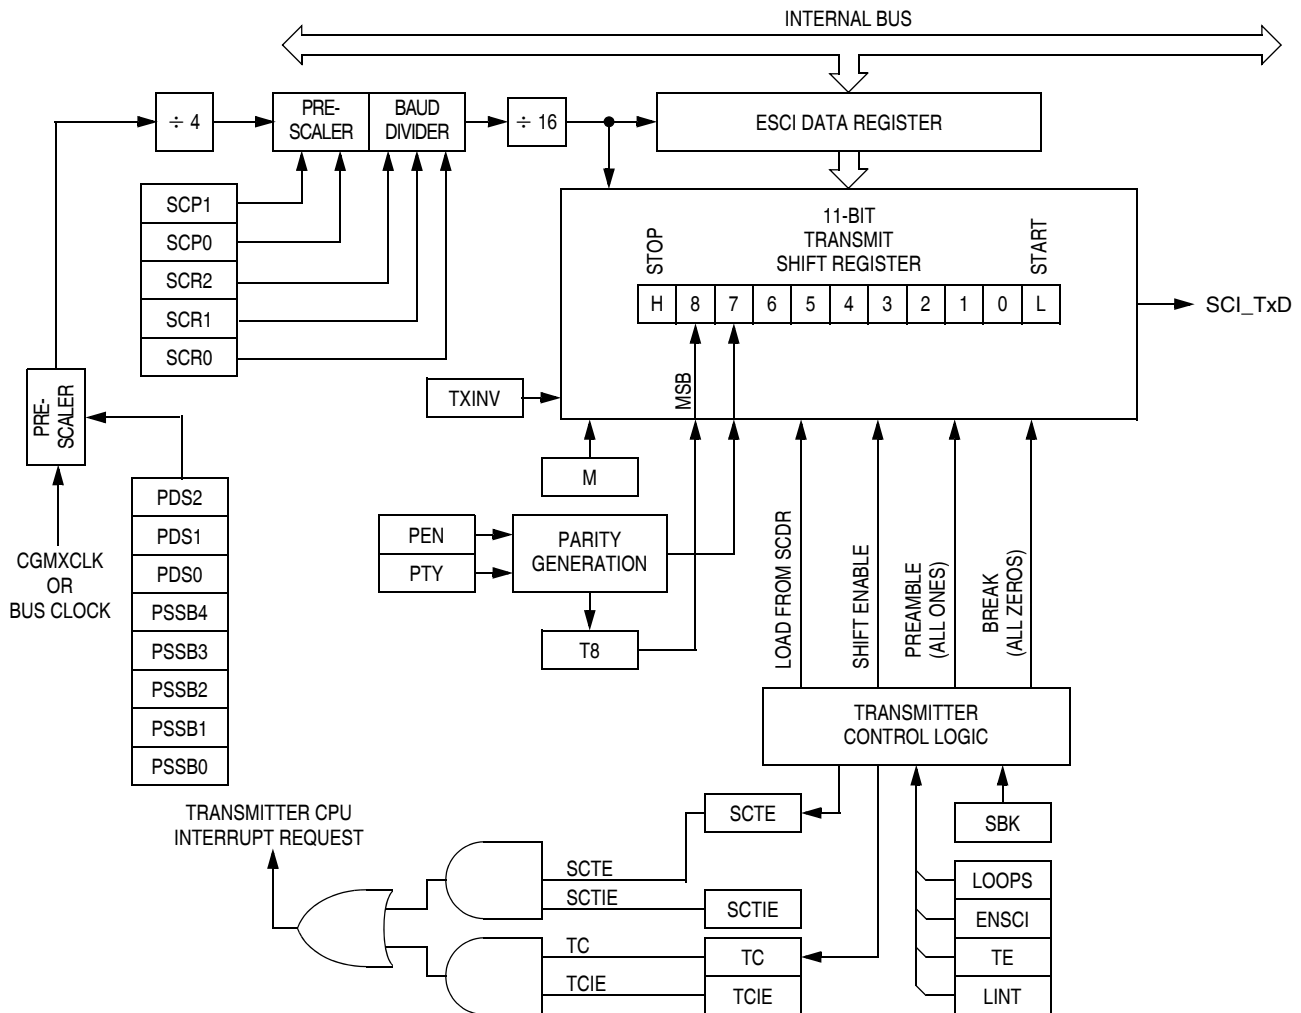 INTERNAL BUS
÷ 4
PRE-
SCALER
BAUD
DIVIDER
÷ 16
ESCI DATA REGISTER
SCP1
SCP0
SCR2
SCR1
SCR0
11-BIT
TRANSMIT
SHIFT REGISTER
STOP
START
H 8 7 6 5 4 3 2 1 0 L
SCI_TxD
PRE-
SCALER
TXINV
MSB
M
CGMXCLK
OR
BUS CLOCK
PDS2
PDS1
PDS0
PSSB4
PSSB3
PSSB2
PSSB1
PSSB0
PEN
PTY
PARITY
GENERATION
T8
LOAD FROM SCDR
SHIFT ENABLE
PREAMBLE
(ALL ONES)
BREAK
(ALL ZEROS)
TRANSMITTER
CONTROL LOGIC
TRANSMITTER CPU
INTERRUPT REQUEST
SCTE
SBK
SCTE
SCTIE
SCTIE
LOOPS
ENSCI
TC
TC
TE
TCIE
TCIE
LINT